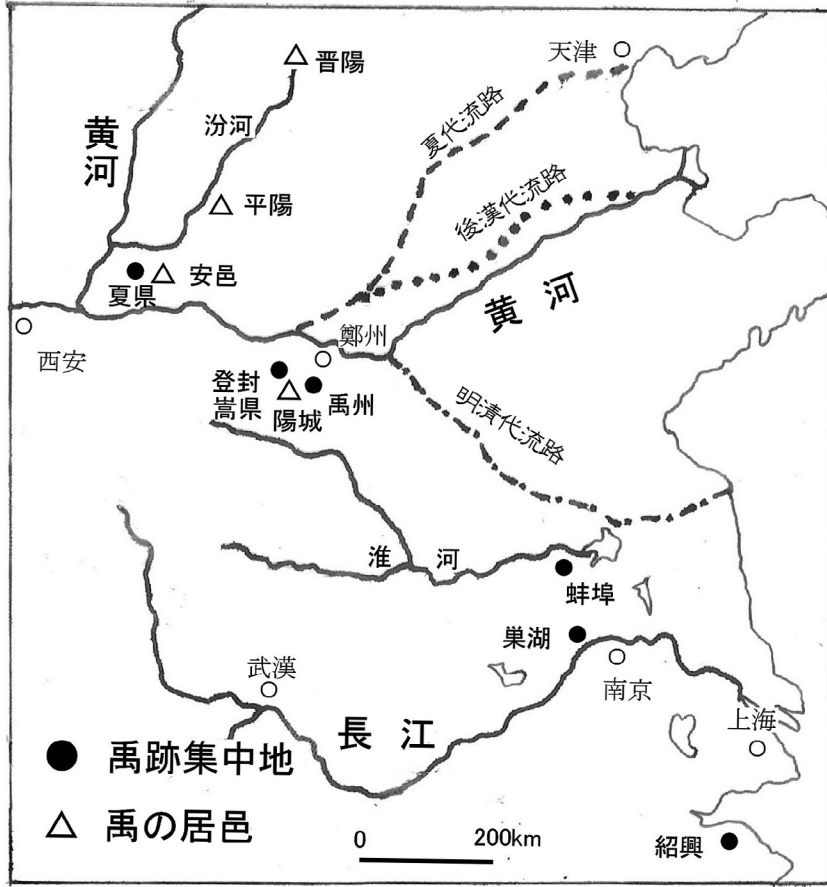 天津
晋陽
黄河
汾河
夏代流路
平陽
後漢代流路
安邑
夏県
黄河
鄭州
西安
登封
嵩県
陽城
禹州
明清代流路
淮河
蚌埠
巣湖
武漢
南京
長江
上海
● 禹跡集中地
△ 禹の居邑
0 200km
紹興